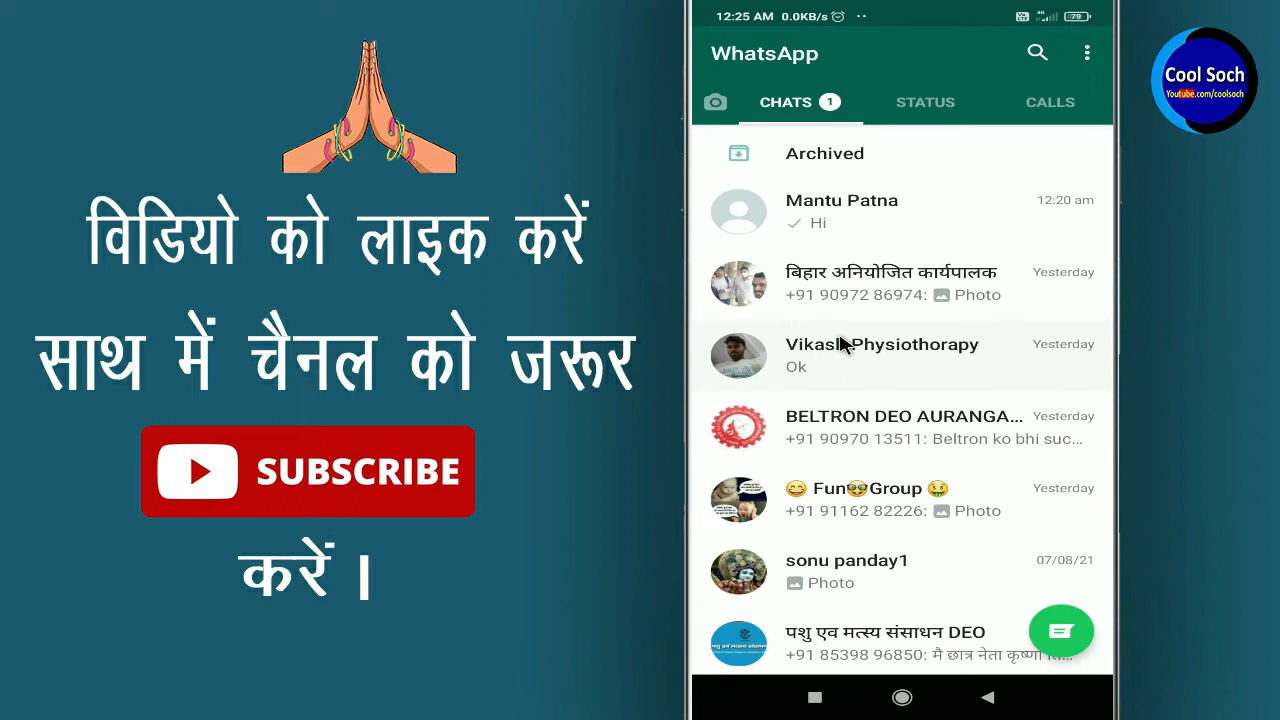 विडियो को लाइक करें
साथ में चैनल को जरूर
SUBSCRIBE
करें ।
12:25 AM 0.0KB/s
4G
79
WhatsApp
CHATS 1
STATUS
CALLS
Archived
Mantu Patna
12:20 am
Hi
बिहार अनियोजित कार्यपालक
Yesterday
+91 90972 86974: Photo
Physiothorapy
Yesterday
Ok
BELTRON DEO AURANGA...
Yesterday
+91 90970 13511: Beltron ko bhi suc...
😄 Fun🤓Group 🤑
Yesterday
+91 91162 82226: Photo
sonu panday1
07/08/21
Photo
पशु एव मत्स्य संसाधन DEO
+91 85398 96850: मै छात्र नेता कृष्णा
Cool Soch
Youtube.com/coolsoch